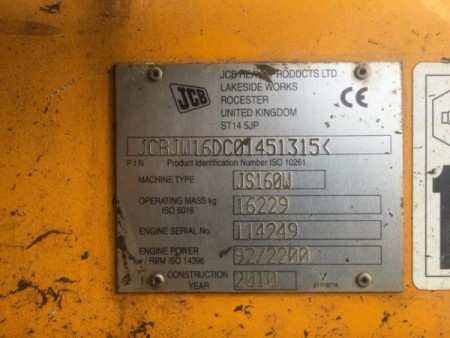 JCB HEAVY PRODUCTS LTD.
LAKESIDE WORKS
ROCESTER
UNITED KINGDOM
ST14 5JP
JCB
CE
JCBJW16DC01451315<
PIN Product Identification Number ISO 10261
MACHINE TYPE JS160W
OPERATING MASS kg 16229
ISO 6016
ENGINE SERIAL No. 114249
ENGINE POWER 92/2200
kW / RPM ISO 14396
CONSTRUCTION YEAR 2010